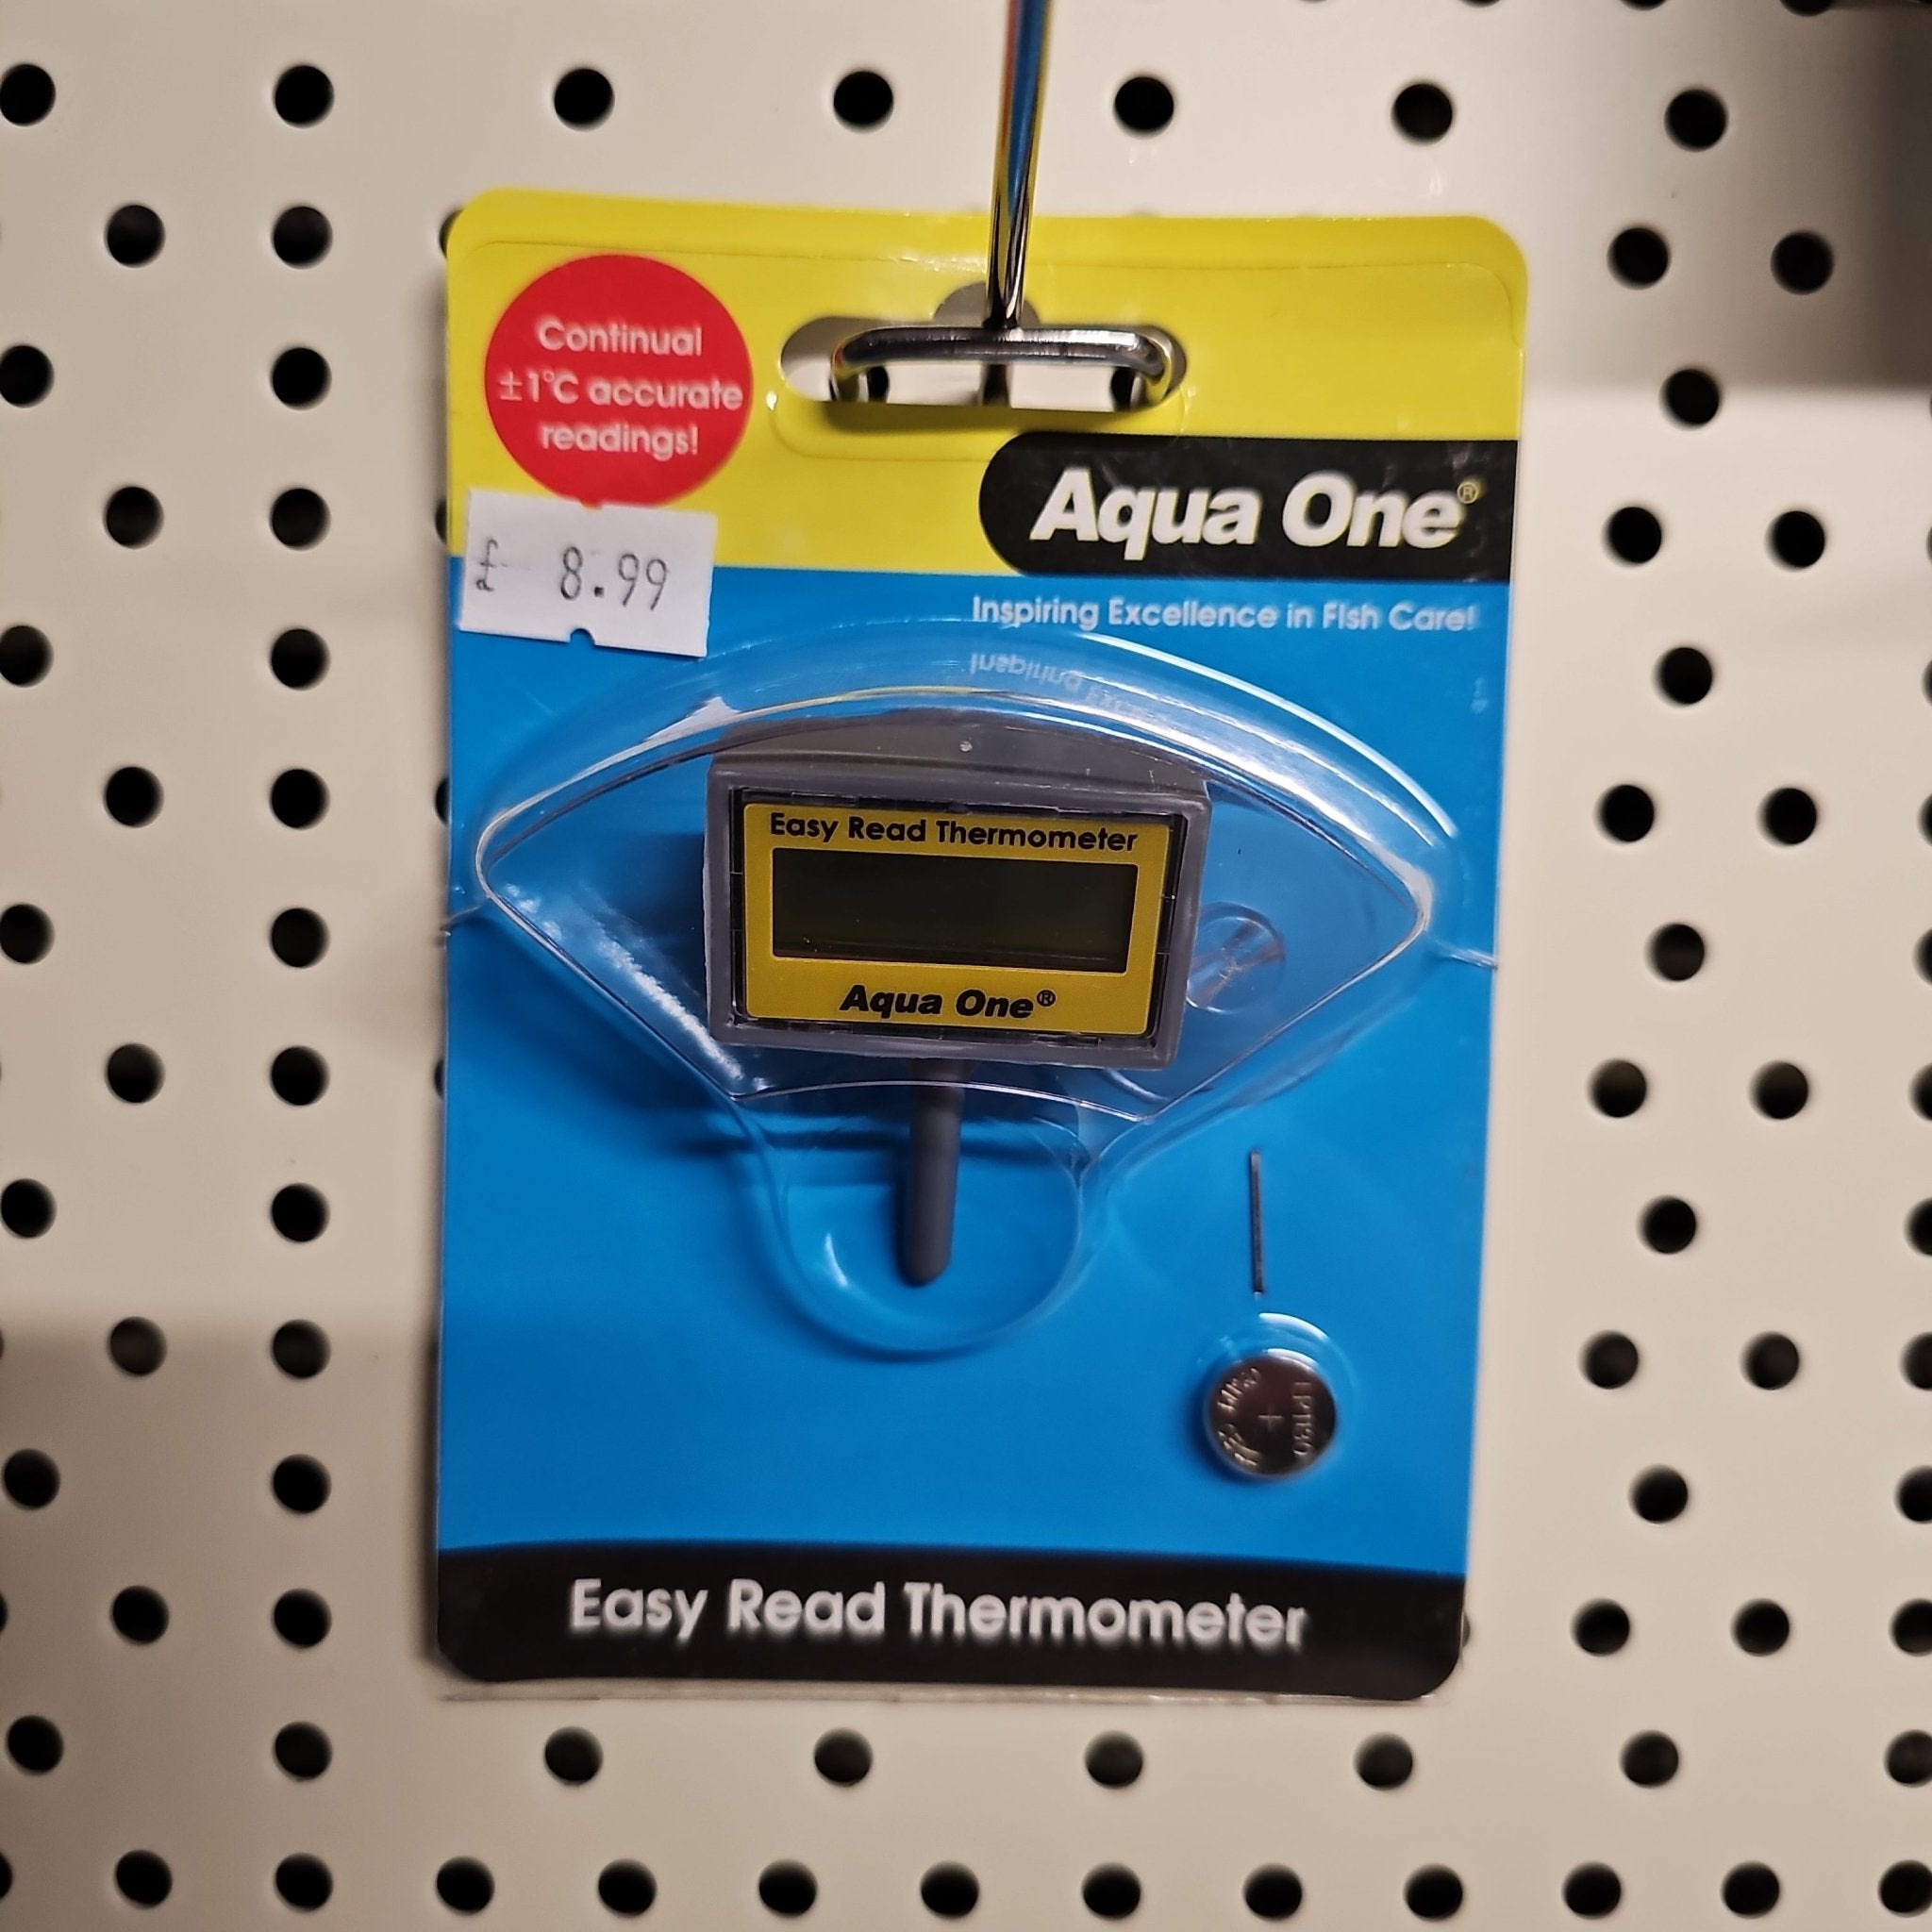 Continual
±1°C accurate
readings!
£ 8.99
Aqua One®
Inspiring Excellence in Fish Care!
Inspiring
Easy Read Thermometer
Aqua One®
+
Easy Read Thermometer